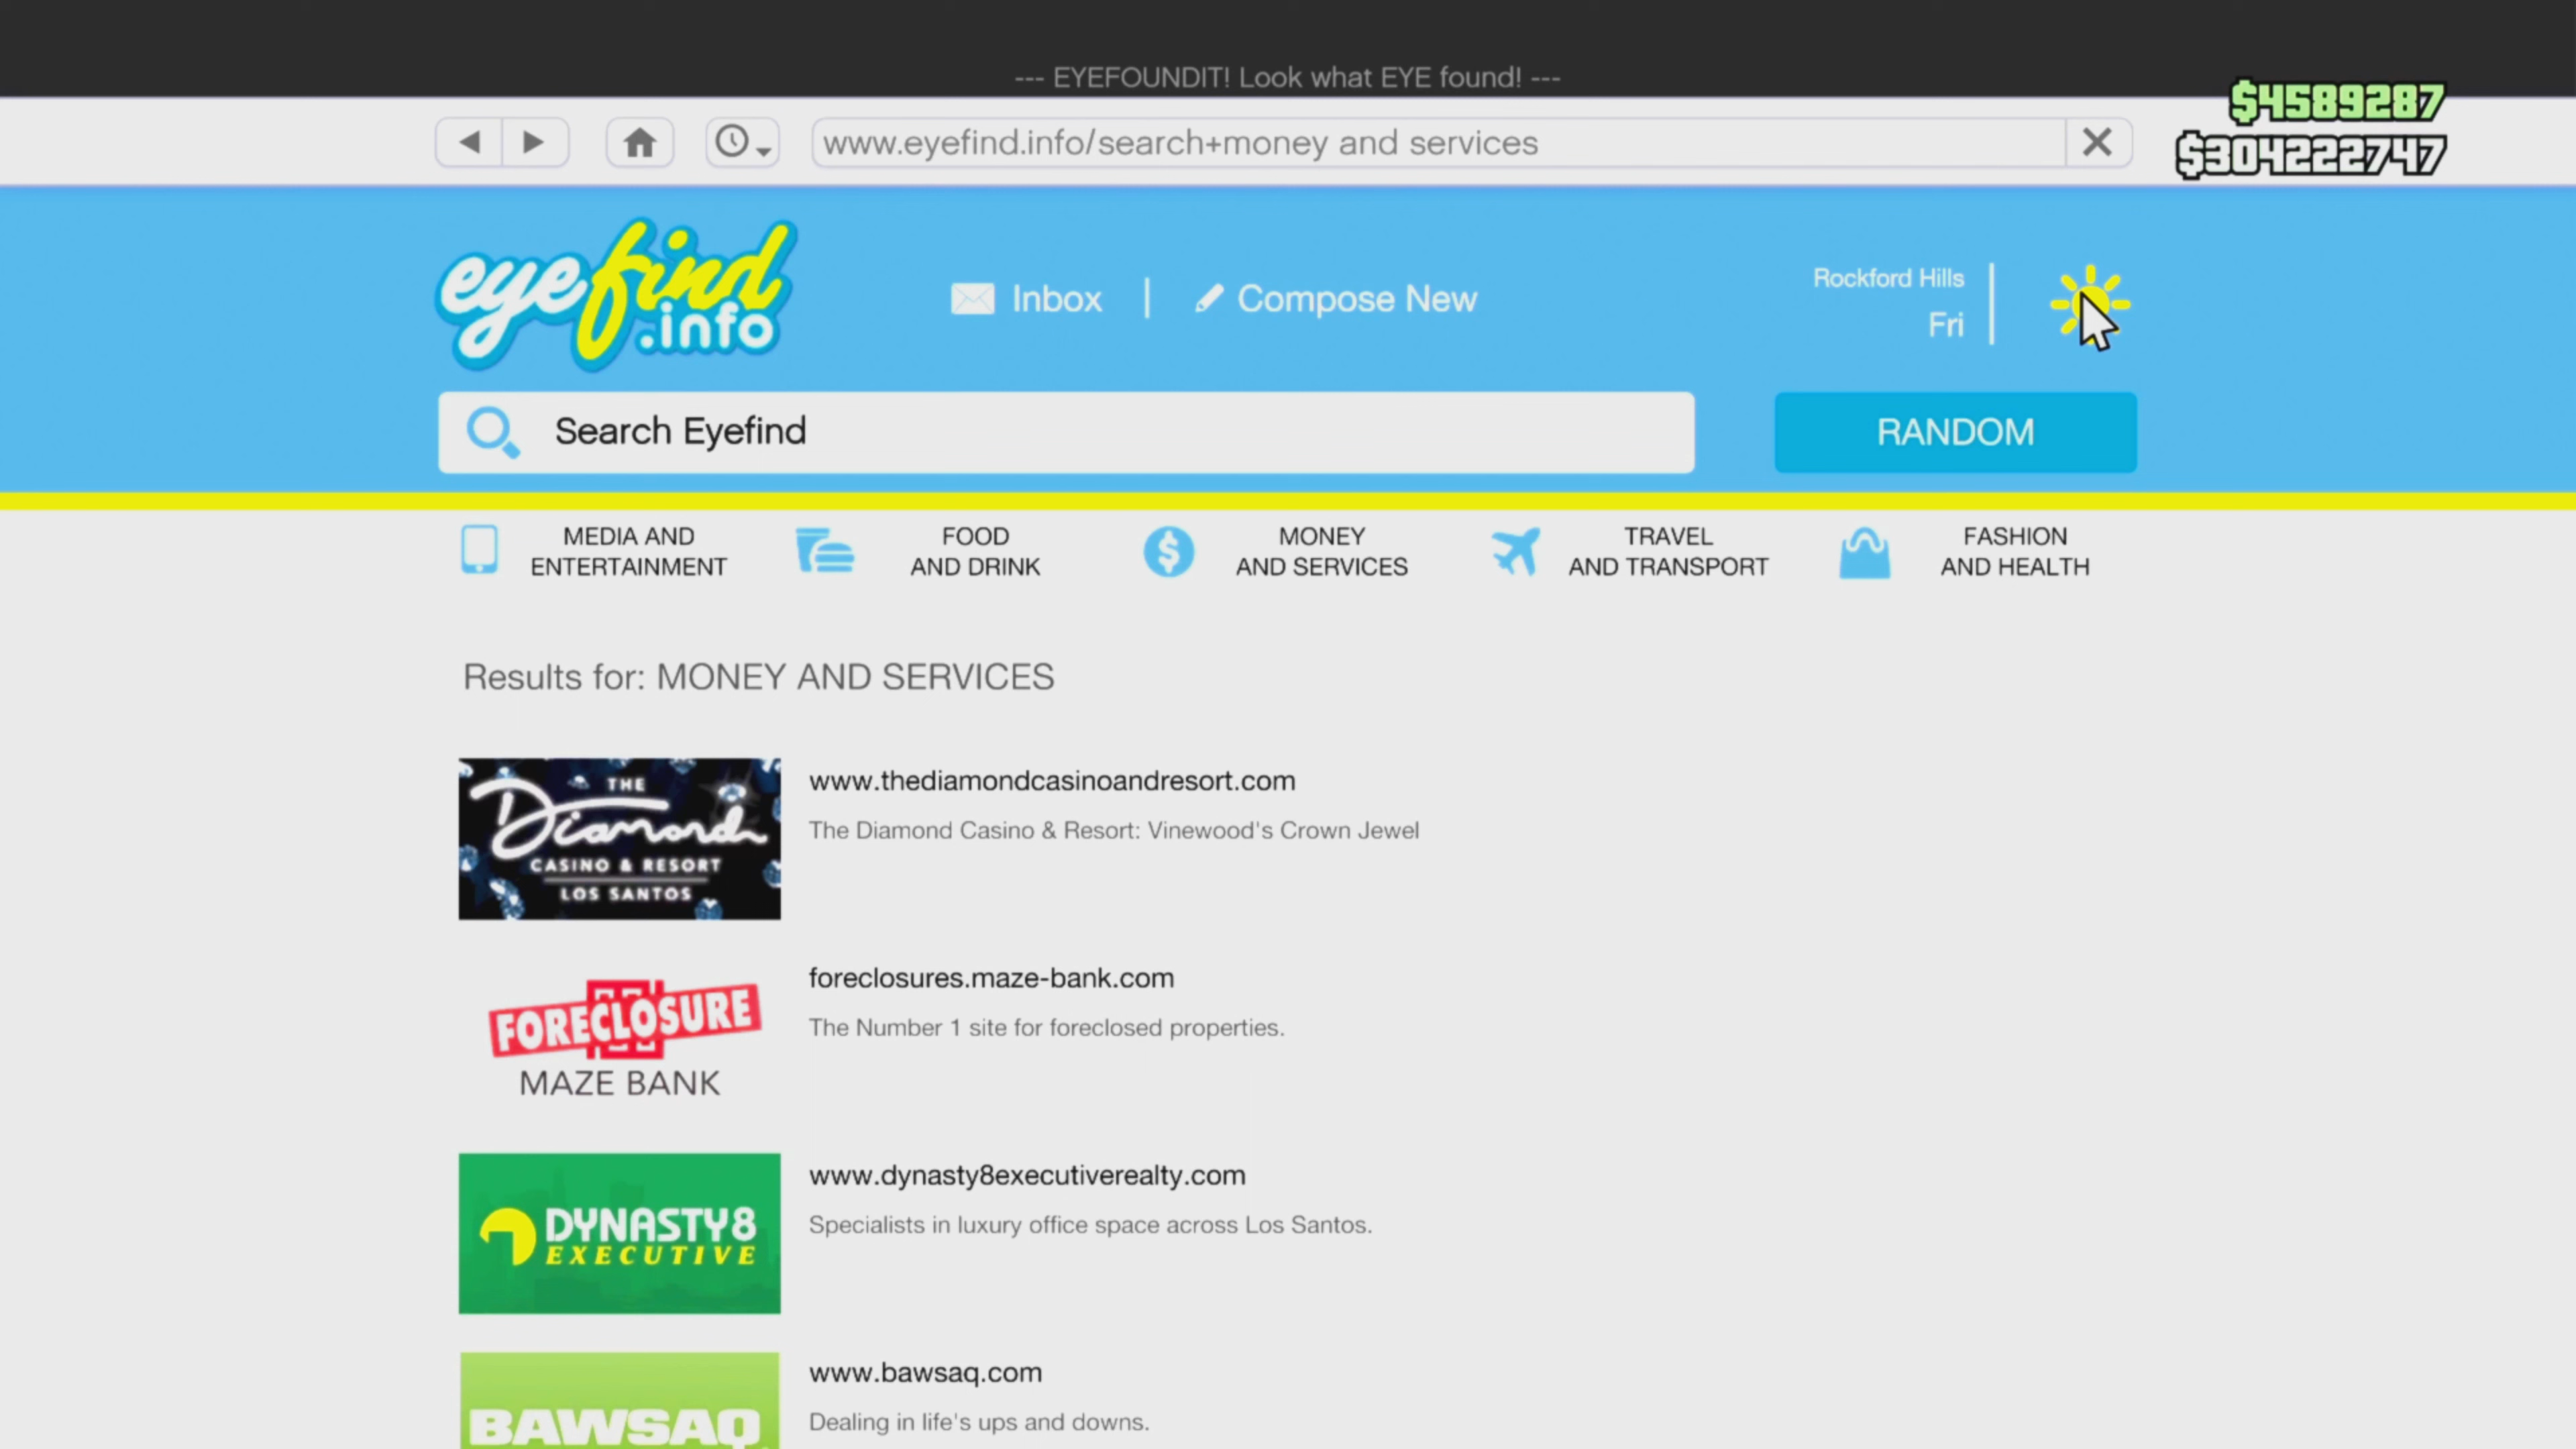 --- EYEFOUNDIT! Look what EYE found! ---
$4589287
www.eyefind.info/search+money and services
$304222747
eyefind
.info
Inbox
Compose New
Rockford Hills
Fri
Search Eyefind
RANDOM
MEDIA AND
ENTERTAINMENT
FOOD
AND DRINK
MONEY
AND SERVICES
TRAVEL
AND TRANSPORT
FASHION
AND HEALTH
Results for: MONEY AND SERVICES
THE
Diamond
CASINO & RESORT
LOS SANTOS
www.thediamondcasinoandresort.com
The Diamond Casino & Resort: Vinewood's Crown Jewel
FORECLOSURE
MAZE BANK
foreclosures.maze-bank.com
The Number 1 site for foreclosed properties.
DYNASTY8
EXECUTIVE
www.dynasty8executiverealty.com
Specialists in luxury office space across Los Santos.
BAWSAQ
www.bawsaq.com
Dealing in life's ups and downs.